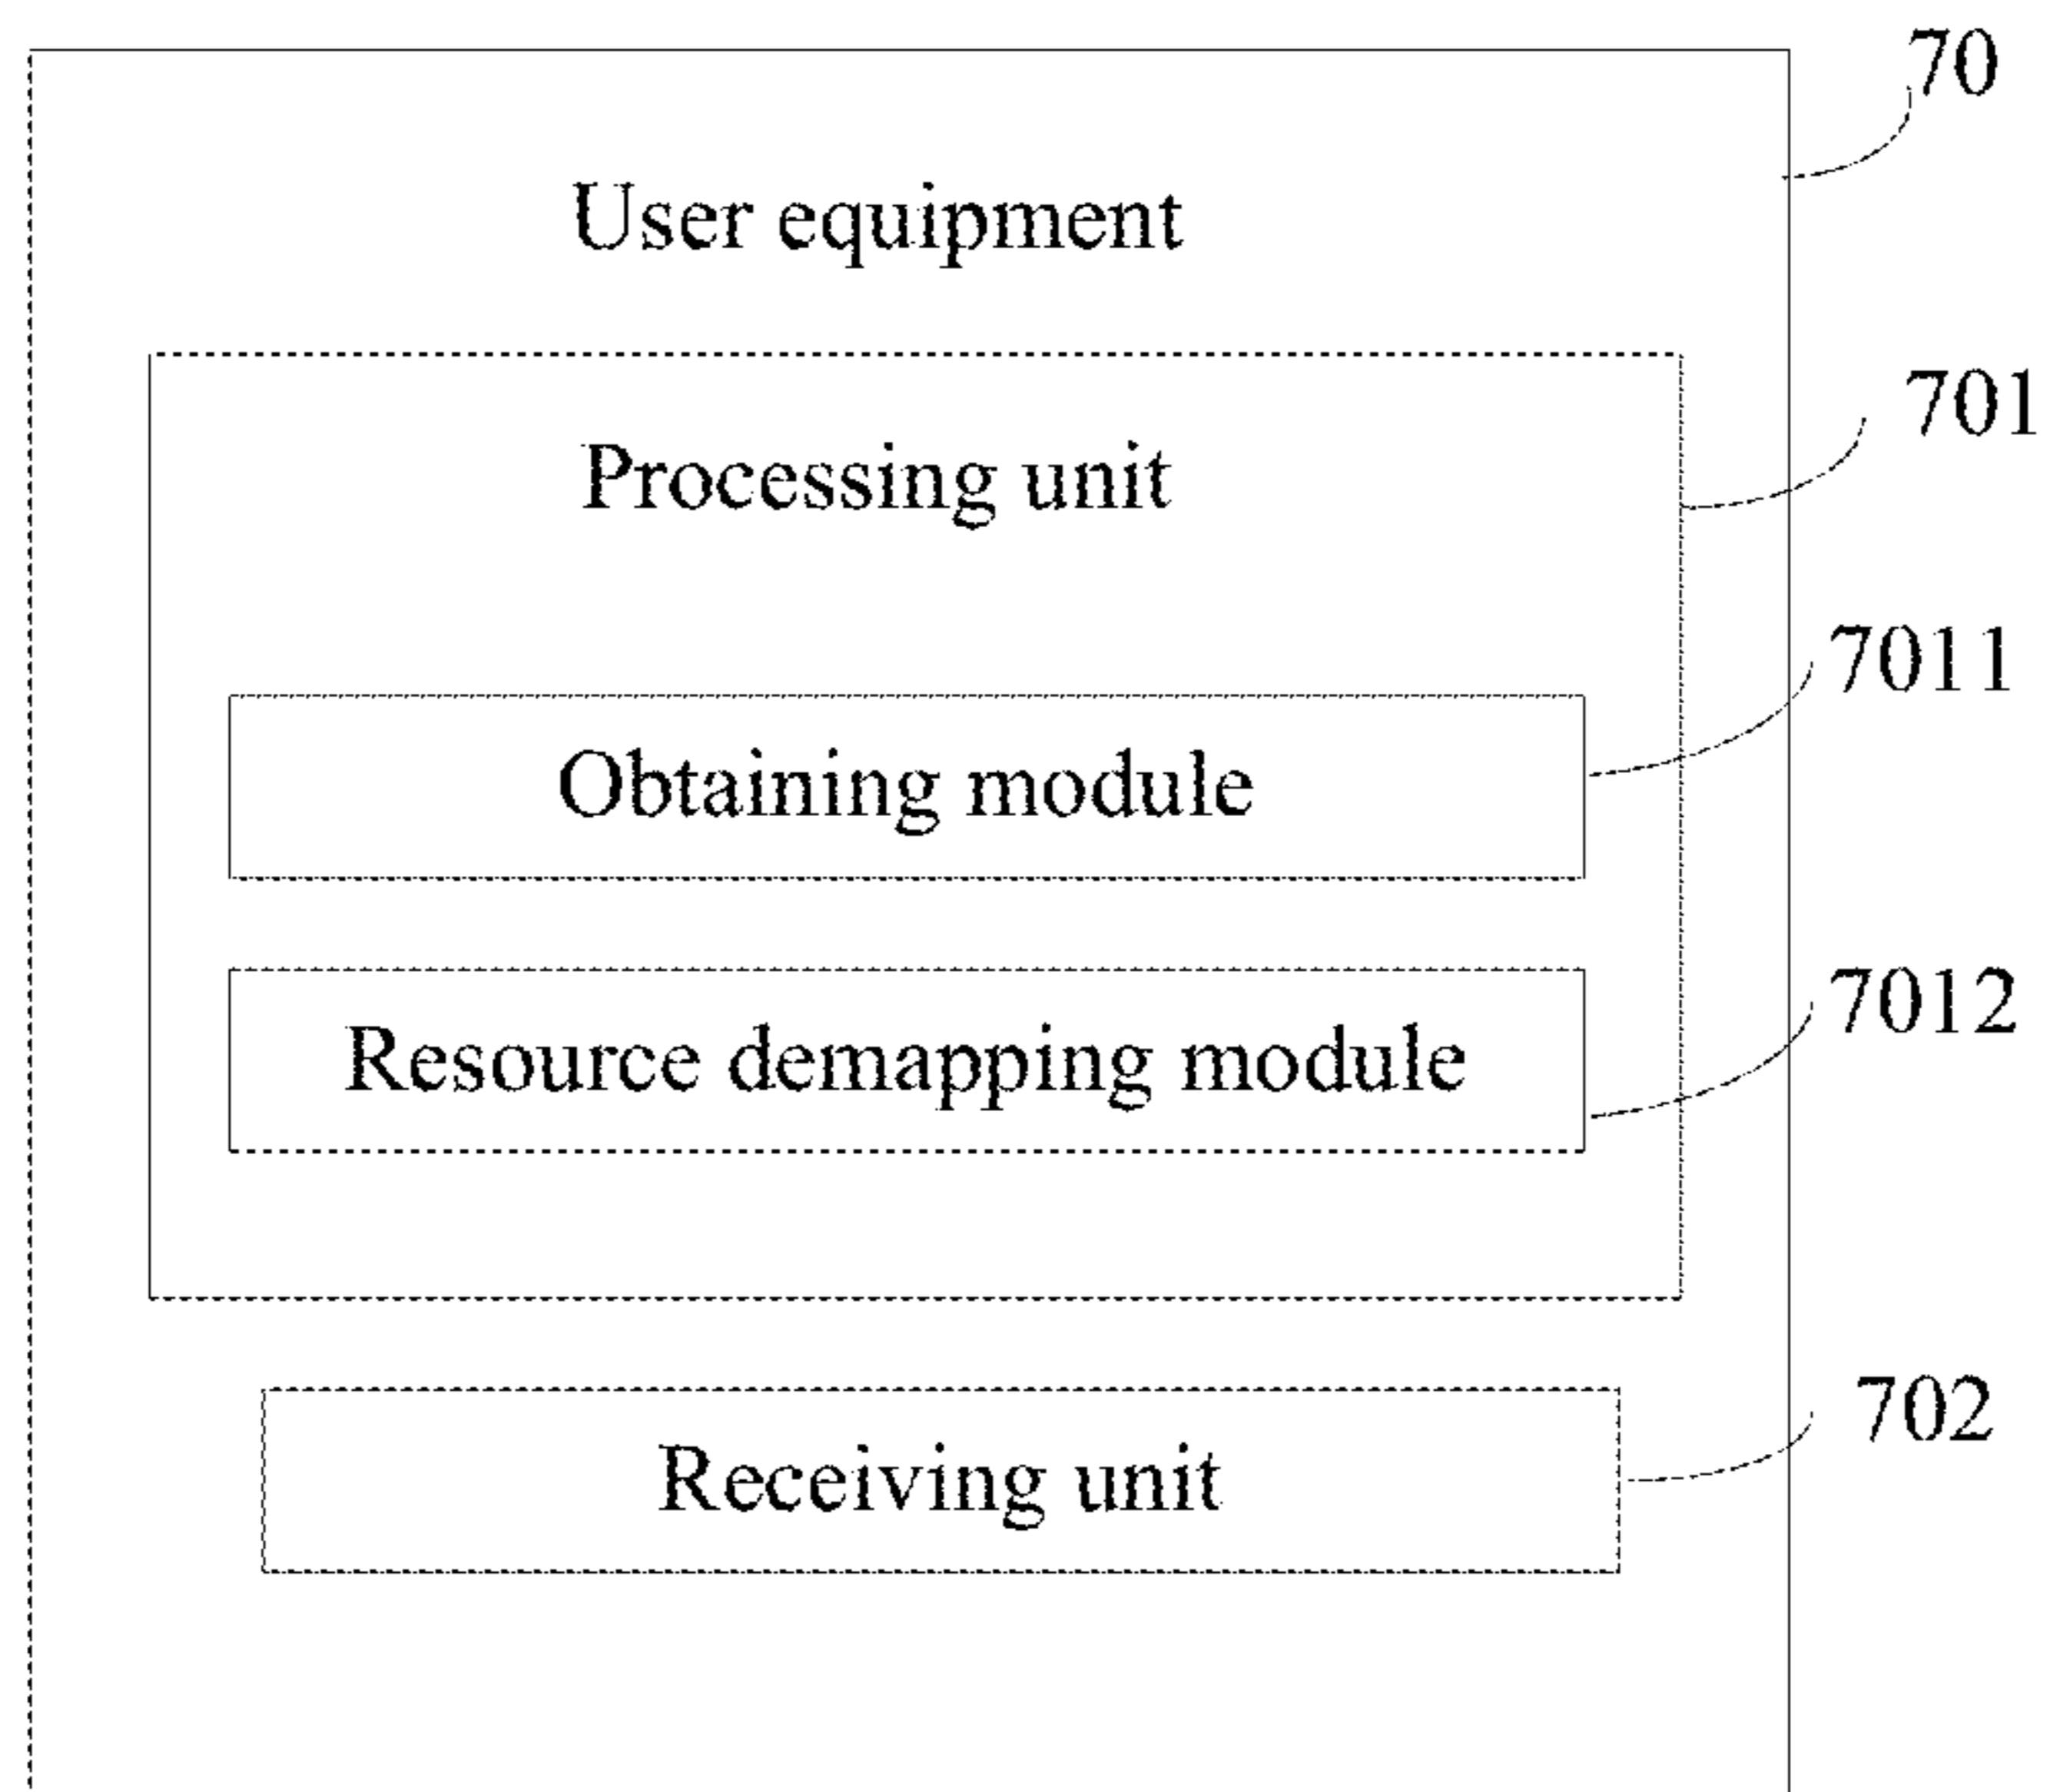 70
User equipment
701
Processing unit
7011
Obtaining module
7012
Resource demapping module
702
Receiving unit